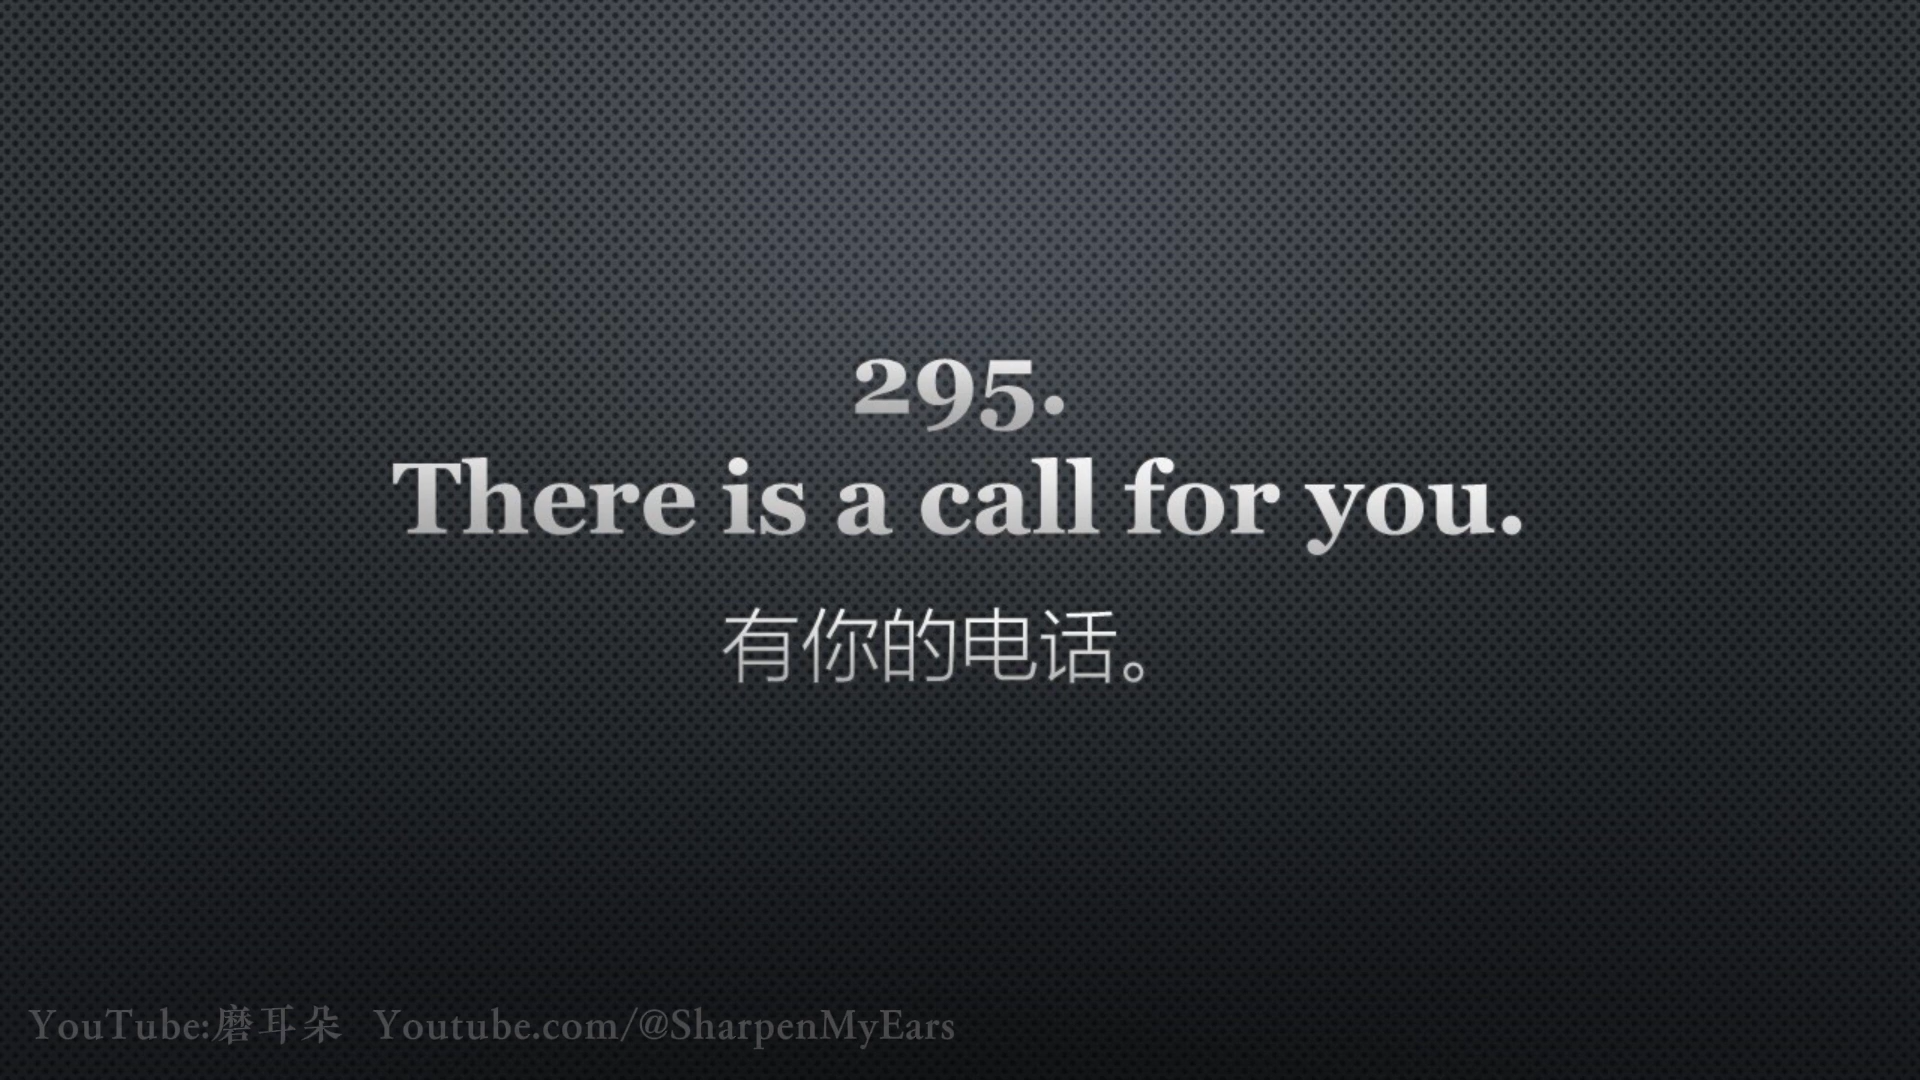 295.
There is a call for you.
有你的电话。
YouTube:磨耳朵 Youtube.com/@SharpenMyEars